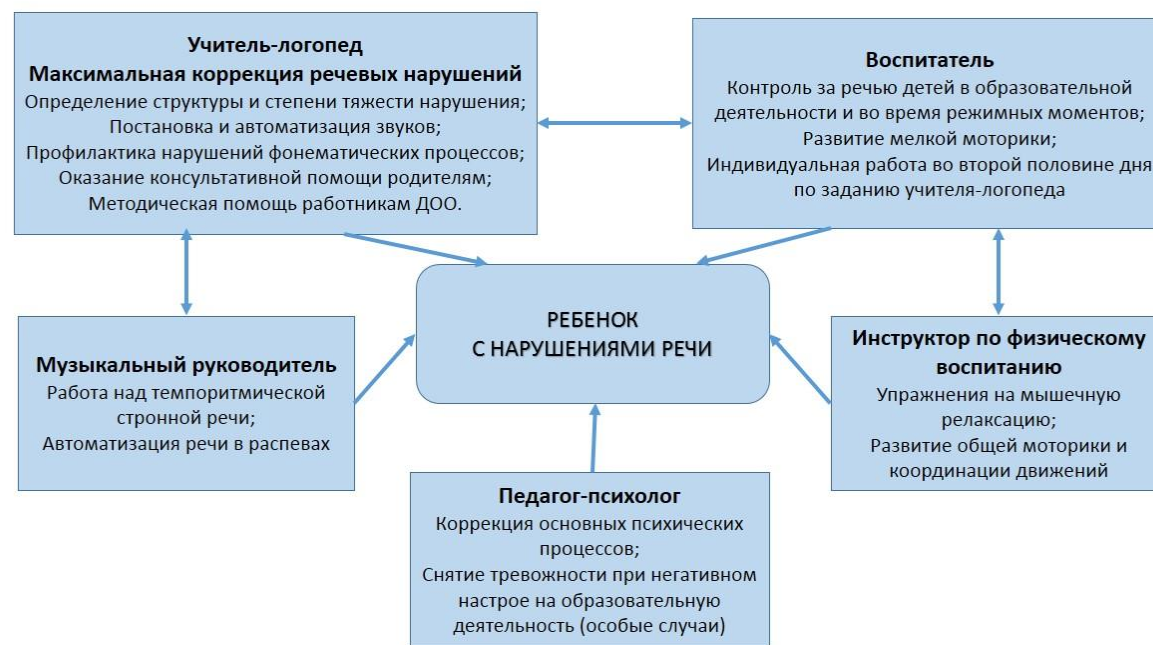 Учитель-логопед
Максимальная коррекция речевых нарушений
Определение структуры и степени тяжести нарушения;
Постановка и автоматизация звуков;
Профилактика нарушений фонематических процессов;
Оказание консультативной помощи родителям;
Методическая помощь работникам ДОО.
Воспитатель
Контроль за речью детей в образовательной
деятельности и во время режимных моментов;
Развитие мелкой моторики;
Индивидуальная работа во второй половине дня
по заданию учителя-логопеда
РЕБЕНОК
С НАРУШЕНИЯМИ РЕЧИ
Музыкальный руководитель
Работа над темпоритмической
стронной речи;
Автоматизация речи в распевах
Инструктор по физическому
воспитанию
Упражнения на мышечную
релаксацию;
Развитие общей моторики и
координации движений
Педагог-психолог
Коррекция основных психических
процессов;
Снятие тревожности при негативном
настрое на образовательную
деятельность (особые случаи)